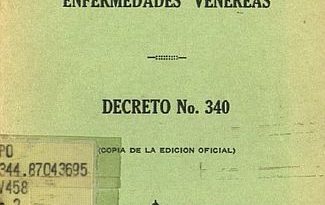 ENFERMEDADES VENEREAS
DECRETO No. 340
(COPIA DE LA EDICION OFICIAL)
PO
344.87043695
V458